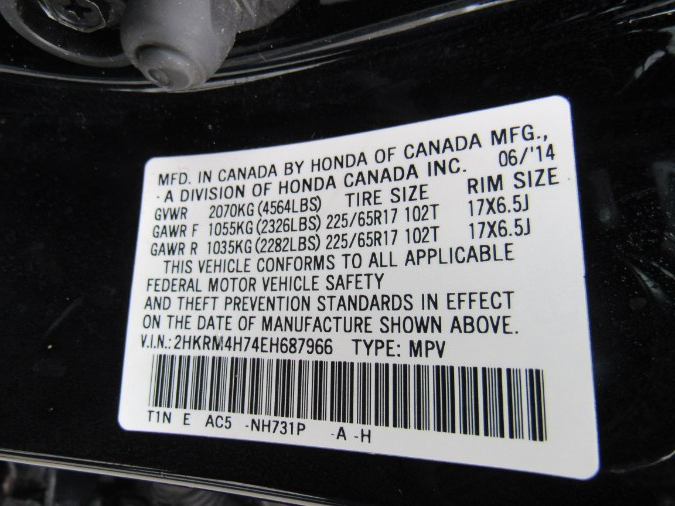 MFD. IN CANADA BY HONDA OF CANADA MFG.,
A DIVISION OF HONDA CANADA INC. 06/'14
GVWR 2070KG(4564LBS) TIRE SIZE RIM SIZE
GAWR F 1055KG(2326LBS) 225/65R17 102T 17X6.5J
GAWR R 1035KG(2282LBS) 225/65R17 102T 17X6.5J
THIS VEHICLE CONFORMS TO ALL APPLICABLE
FEDERAL MOTOR VEHICLE SAFETY
AND THEFT PREVENTION STANDARDS IN EFFECT
ON THE DATE OF MANUFACTURE SHOWN ABOVE.
V.I.N.:2HKRM4H74EH687966 TYPE: MPV
T1N E AC5 -NH731P -A -H